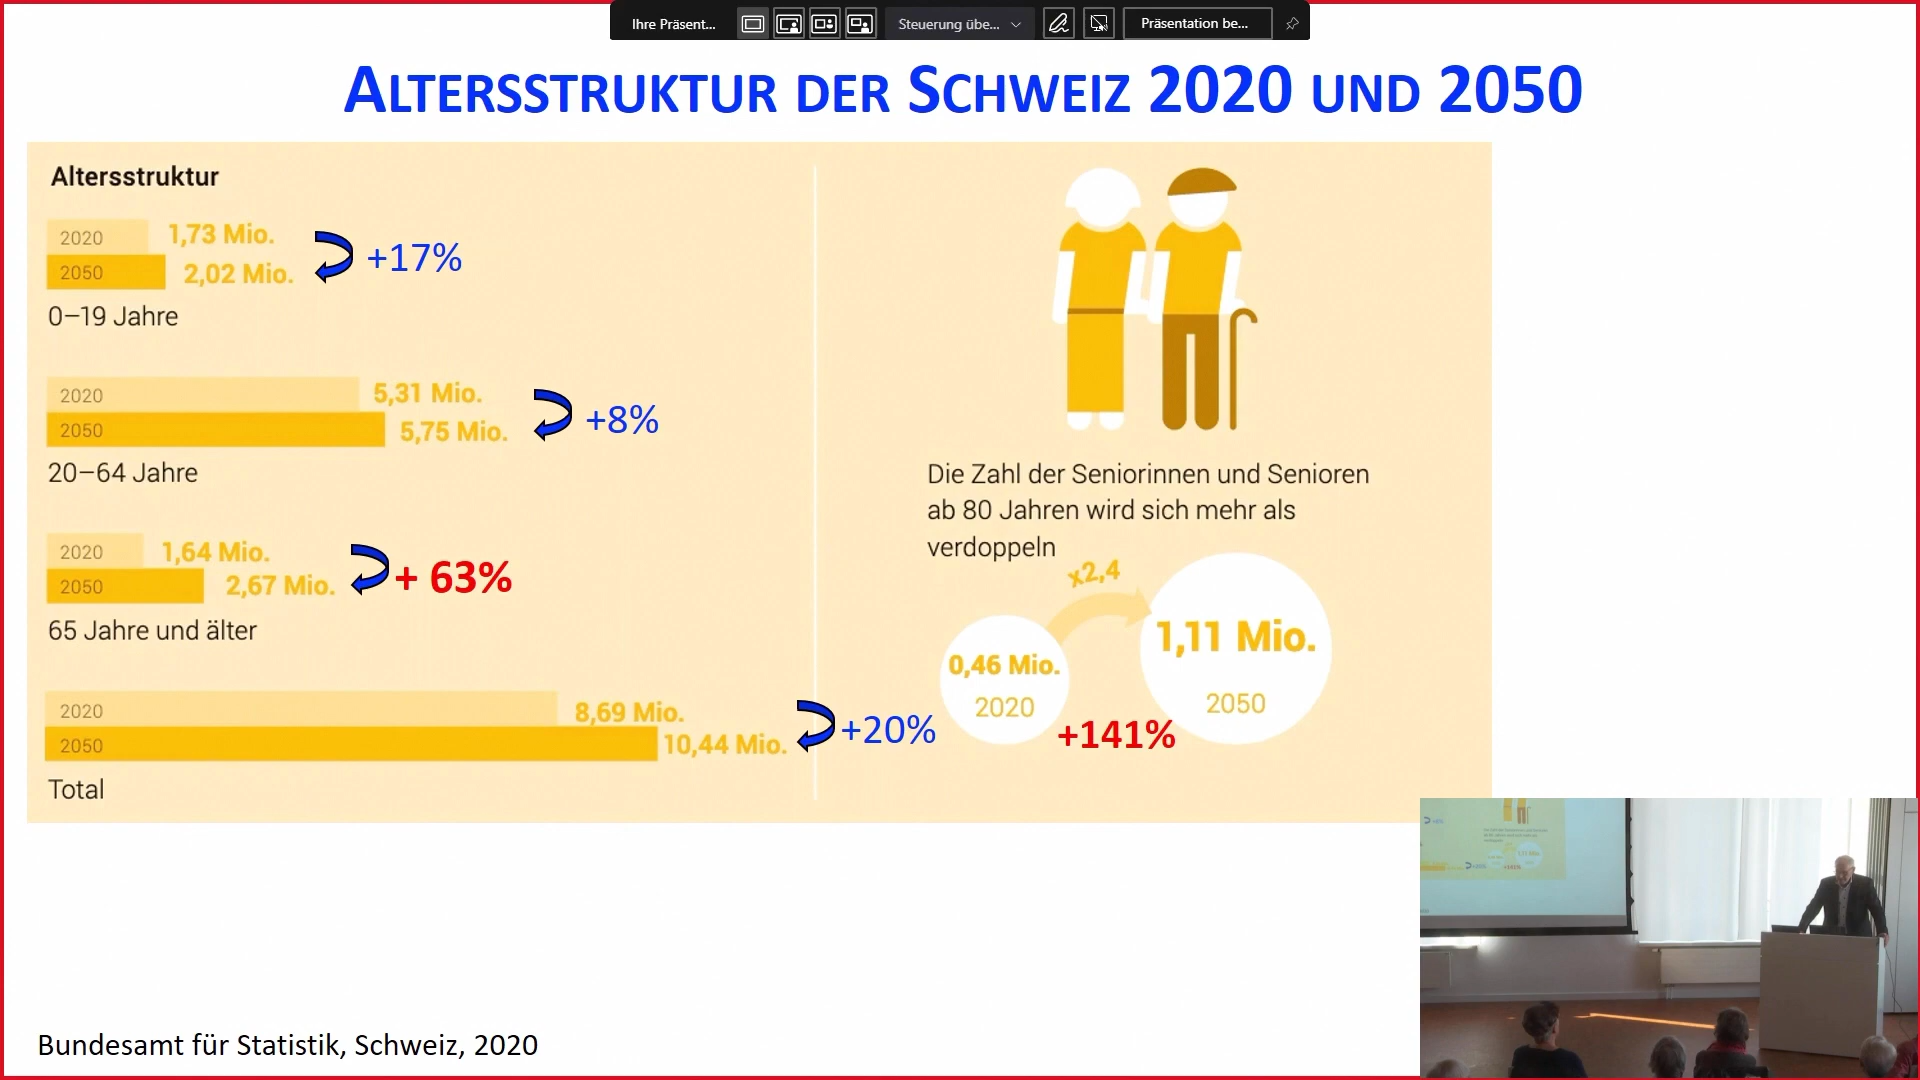 Ihre Präsent...
Steuerung übe...
Präsentation be...
ALTERSSTRUKTUR DER SCHWEIZ 2020 UND 2050
Altersstruktur
2020 1,73 Mio.
2050 2,02 Mio.
+17%
0–19 Jahre
2020 5,31 Mio.
2050 5,75 Mio.
+8%
20–64 Jahre
2020 1,64 Mio.
2050 2,67 Mio.
+ 63%
65 Jahre und älter
2020 8,69 Mio.
2050 10,44 Mio.
+20%
Total
Die Zahl der Seniorinnen und Senioren
ab 80 Jahren wird sich mehr als
verdoppeln
x2,4
0,46 Mio.
2020
1,11 Mio.
2050
+141%
Bundesamt für Statistik, Schweiz, 2020